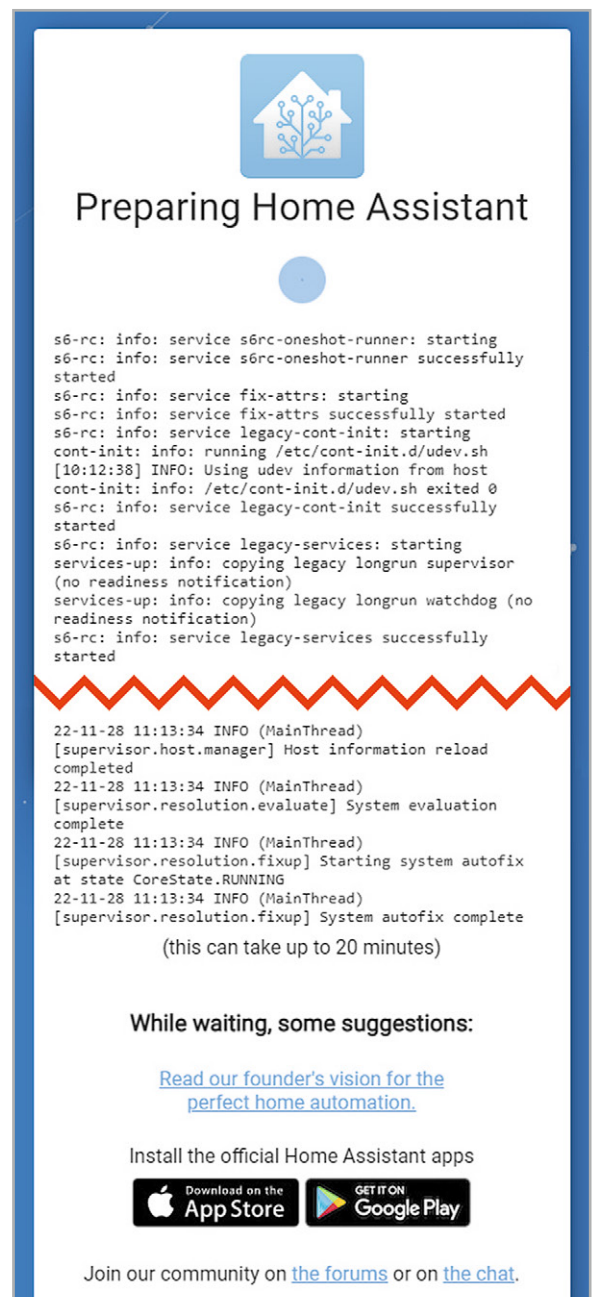 Preparing Home Assistant
s6-rc: info: service s6rc-oneshot-runner: starting
s6-rc: info: service s6rc-oneshot-runner successfully
started
s6-rc: info: service fix-attrs: starting
s6-rc: info: service fix-attrs successfully started
s6-rc: info: service legacy-cont-init: starting
cont-init: info: running /etc/cont-init.d/udev.sh
[10:12:38] INFO: Using udev information from host
cont-init: info: /etc/cont-init.d/udev.sh exited 0
s6-rc: info: service legacy-cont-init successfully
started
s6-rc: info: service legacy-services: starting
services-up: info: copying legacy longrun supervisor
(no readiness notification)
services-up: info: copying legacy longrun watchdog (no
readiness notification)
s6-rc: info: service legacy-services successfully
started
22-11-28 11:13:34 INFO (MainThread)
[supervisor.host.manager] Host information reload
completed
22-11-28 11:13:34 INFO (MainThread)
[supervisor.resolution.evaluate] System evaluation
complete
22-11-28 11:13:34 INFO (MainThread)
[supervisor.resolution.fixup] Starting system autofix
at state CoreState.RUNNING
22-11-28 11:13:34 INFO (MainThread)
[supervisor.resolution.fixup] System autofix complete
(this can take up to 20 minutes)
While waiting, some suggestions:
Read our founder's vision for the
perfect home automation.
Install the official Home Assistant apps
Download on the
App Store
GET IT ON
Google Play
Join our community on the forums or on the chat.